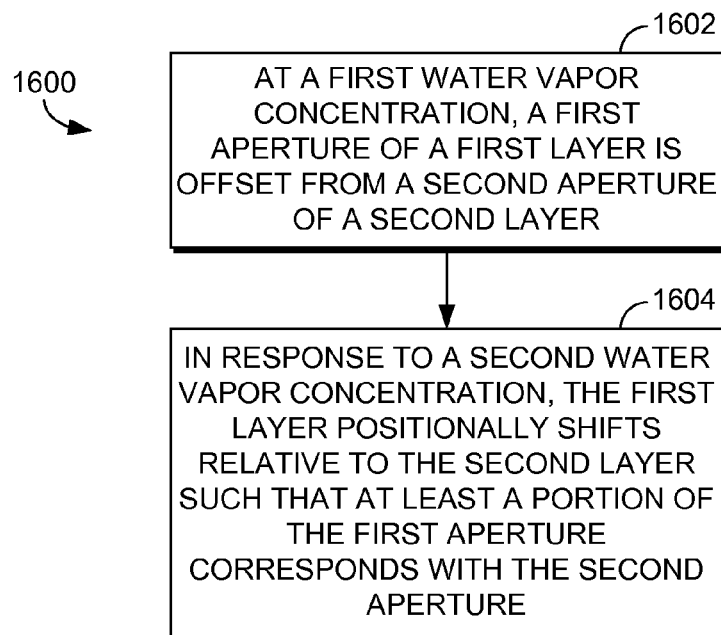 1600
1602
AT A FIRST WATER VAPOR
CONCENTRATION, A FIRST
APERTURE OF A FIRST LAYER IS
OFFSET FROM A SECOND APERTURE
OF A SECOND LAYER
1604
IN RESPONSE TO A SECOND WATER
VAPOR CONCENTRATION, THE FIRST
LAYER POSITIONALLY SHIFTS
RELATIVE TO THE SECOND LAYER
SUCH THAT AT LEAST A PORTION OF
THE FIRST APERTURE
CORRESPONDS WITH THE SECOND
APERTURE